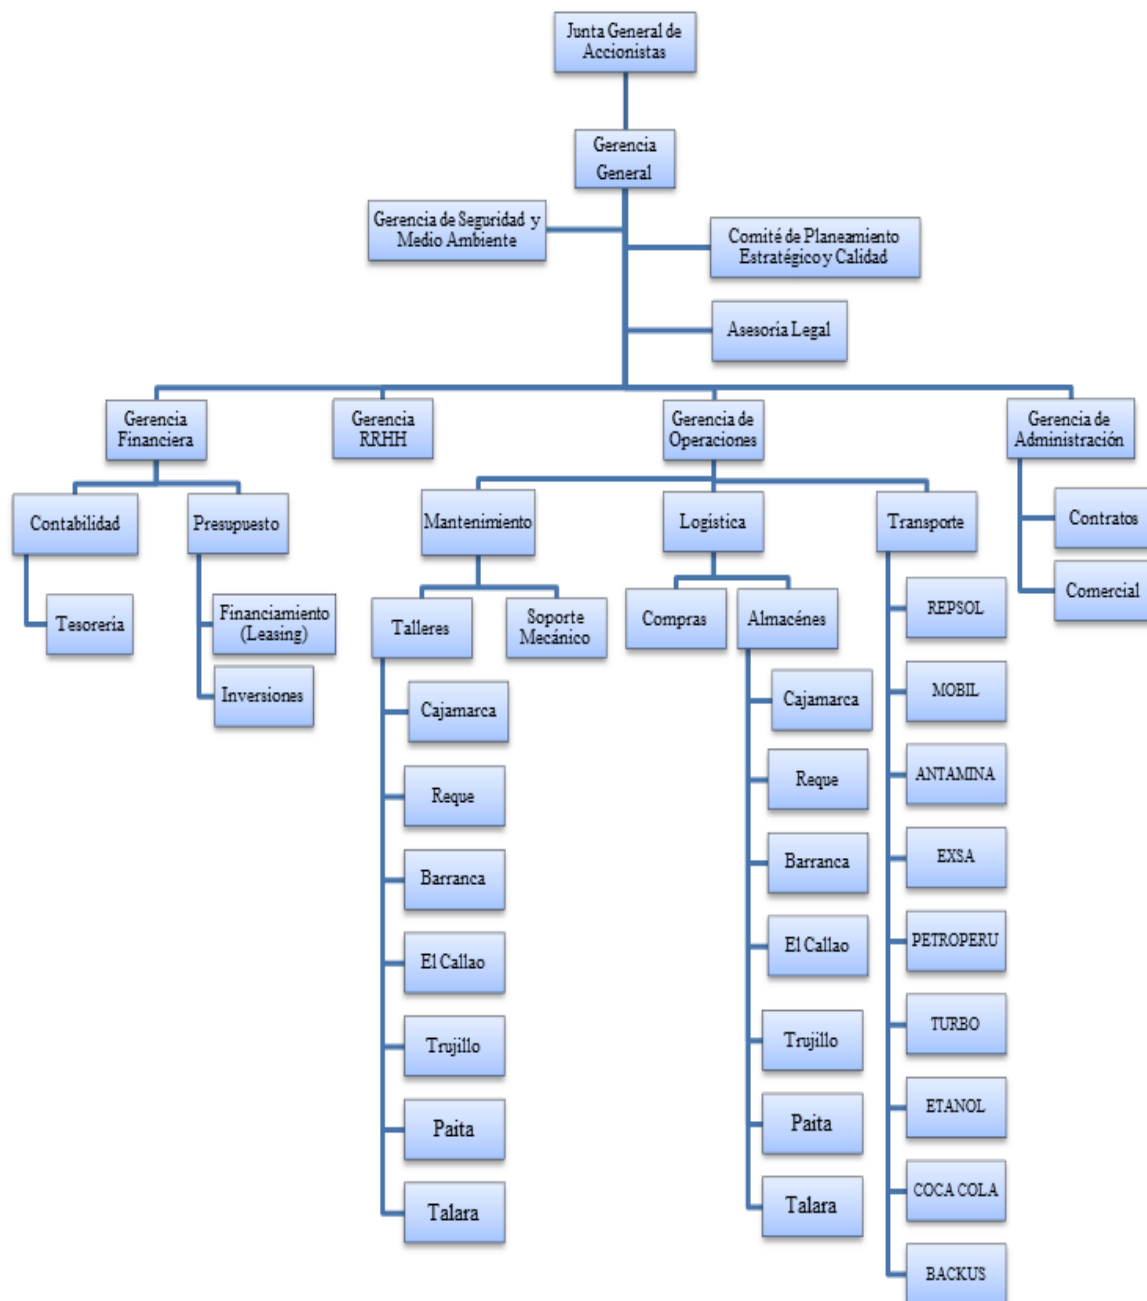 Junta General de
Accionistas
Gerencia
General
Gerencia de Seguridad y
Medio Ambiente
Comité de Planeamiento
Estratégico y Calidad
Asesoría Legal
Gerencia
Financiera
Gerencia
RRHH
Gerencia de
Operaciones
Gerencia de
Administración
Contabilidad
Presupuesto
Mantenimiento
Logística
Transporte
Contratos
Comercial
Tesorería
Financiamiento
(Leasing)
Inversiones
Talleres
Soporte
Mecánico
Compras
Almacénes
Cajamarca
Reque
Barranca
El Callao
Trujillo
Paita
Talara
Cajamarca
Reque
Barranca
El Callao
Trujillo
Paita
Talara
REPSOL
MOBIL
ANTAMINA
EXSA
PETROPERU
TURBO
ETANOL
COCA COLA
BACKUS